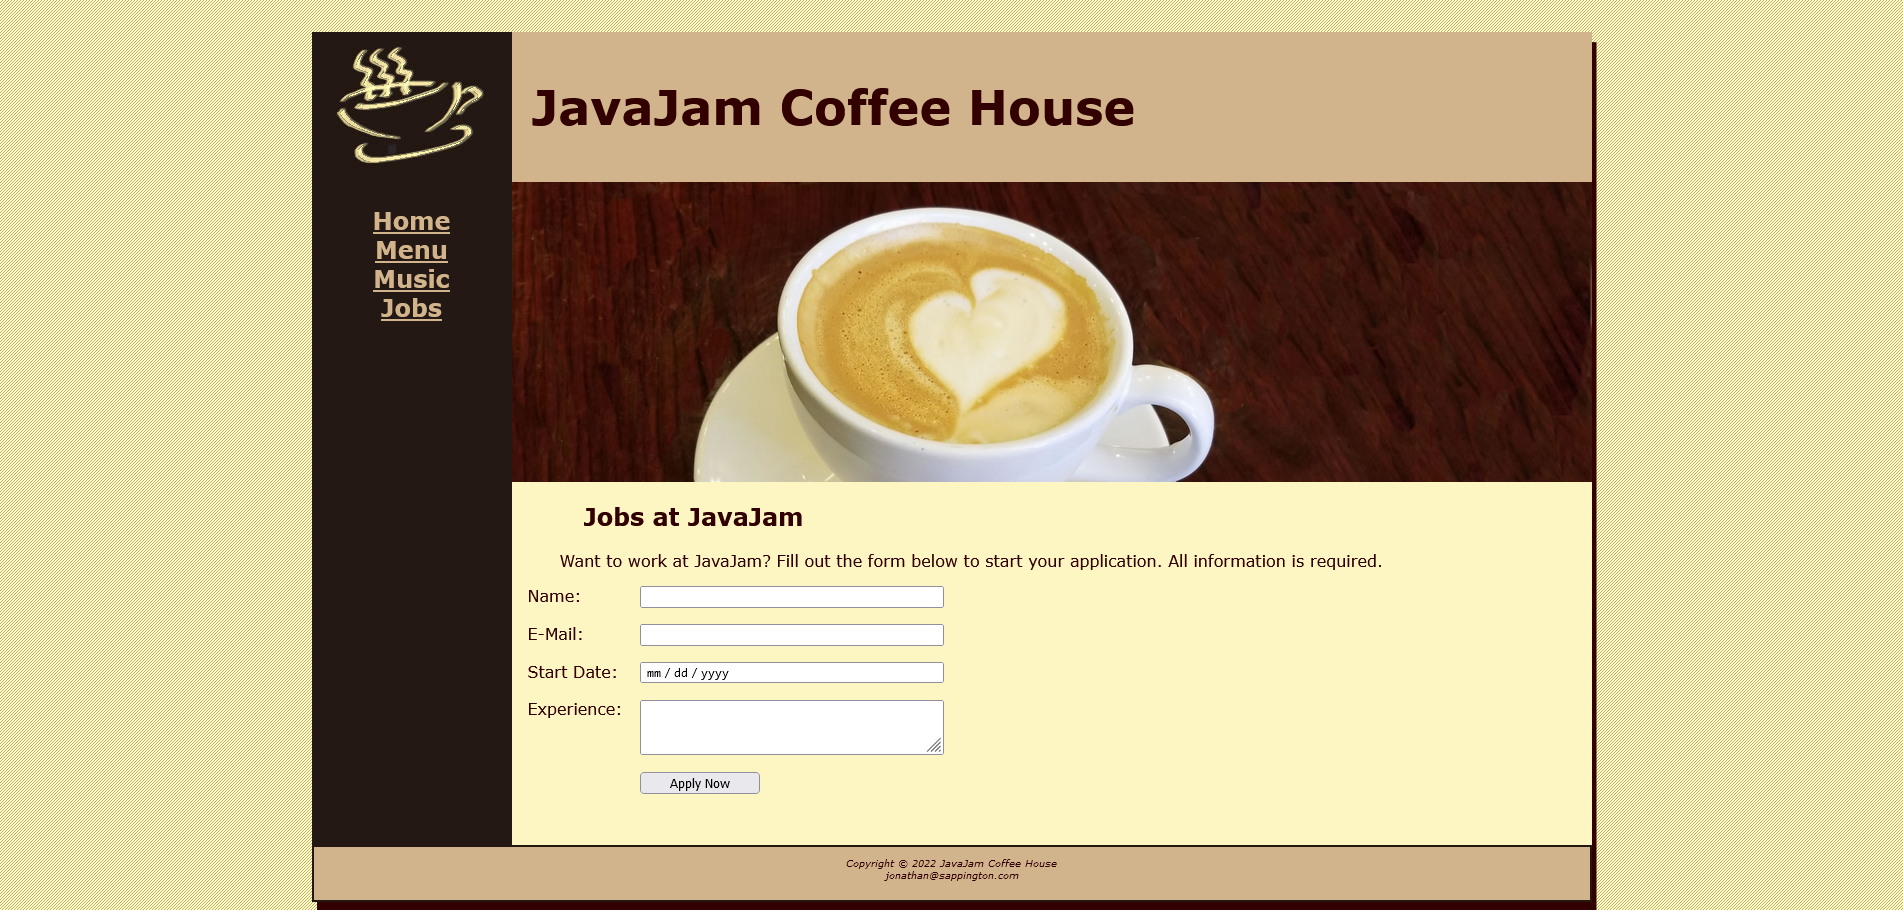 JavaJam Coffee House
Home
Menu
Music
Jobs
Jobs at JavaJam
Want to work at JavaJam? Fill out the form below to start your application. All information is required.
Name:
E-Mail:
Start Date: mm / dd / yyyy
Experience:
Apply Now
Copyright © 2022 JavaJam Coffee House
jonathan@sappington.com